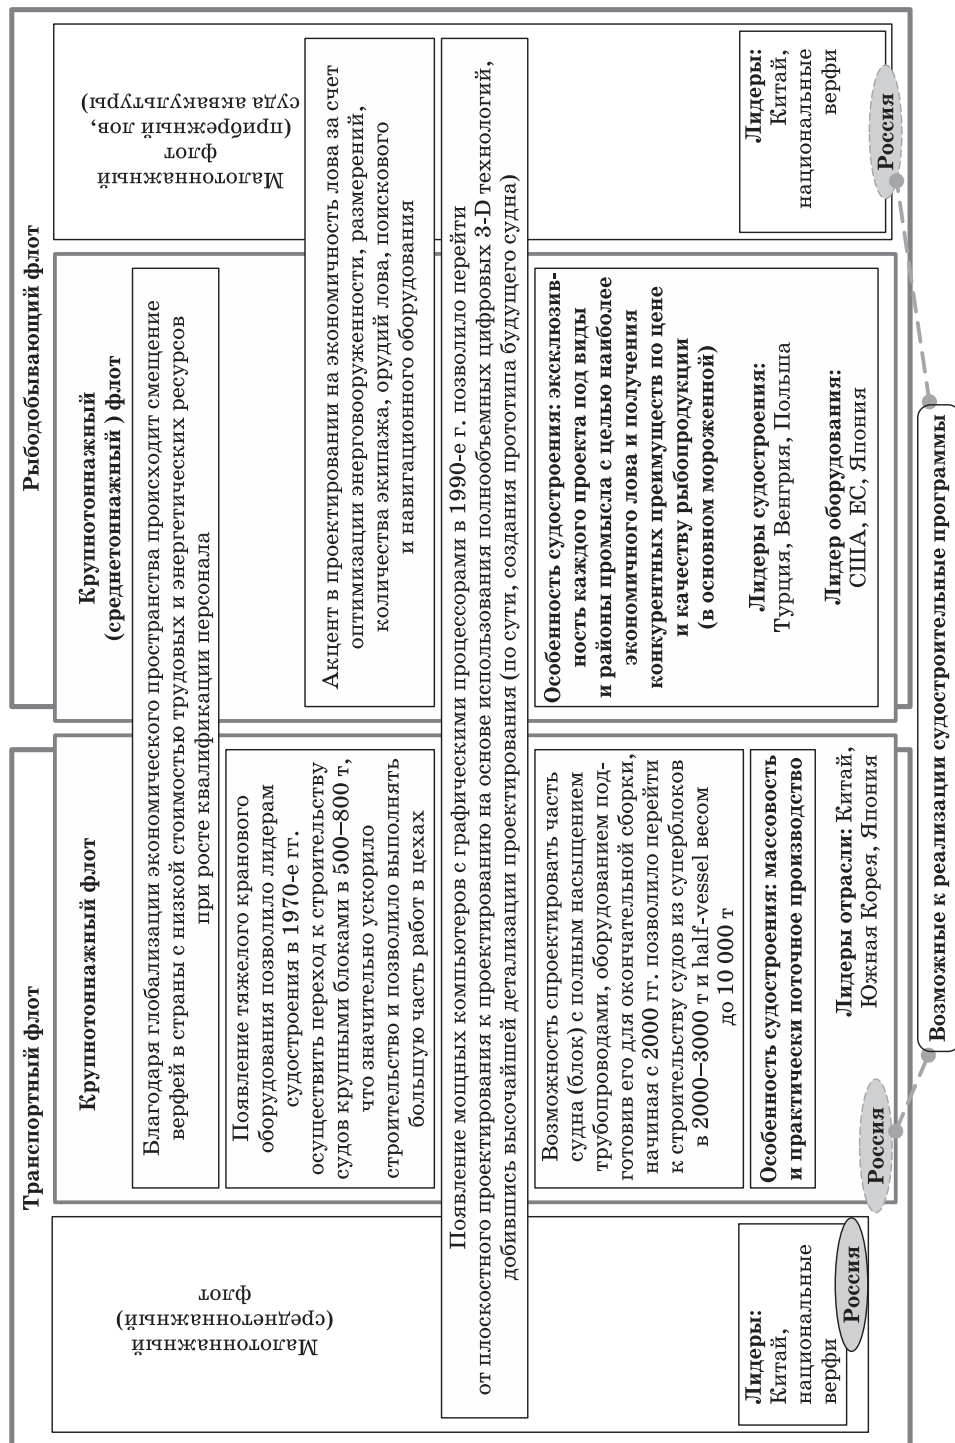 Транспортный флот
Рыбодобывающий флот
Малотоннажный
(среднетоннажный)
флот
Крупнотоннажный флот
Крупнотоннажный
(среднетоннажный ) флот
Малотоннажный
флот
(прибрежный лов,
суда аквакультуры)
Благодаря глобализации экономического пространства происходит смещение
верфей в страны с низкой стоимостью трудовых и энергетических ресурсов
при росте квалификации персонала
Появление тяжелого кранового
оборудования позволило лидерам
судостроения в 1970-е гг.
осуществить переход к строительству
судов крупными блоками в 500–800 т,
что значительно ускорило
строительство и позволило выполнять
большую часть работ в цехах
Акцент в проектировании на экономичность лова за счет
оптимизации энерговооруженности, размерений,
количества экипажа, орудий лова, поискового
и навигационного оборудования
Появление мощных компьютеров с графическими процессорами в 1990-е г. позволило перейти
от плоскостного проектирования к проектированию на основе использования полнообъемных цифровых 3-D технологий,
добившись высочайшей детализации проектирования (по сути, создания прототипа будущего судна)
Возможность спроектировать часть
судна (блок) с полным насыщением
трубопроводами, оборудованием под-
готовив его для окончательной сборки,
начиная с 2000 гг. позволило перейти
к строительству судов из суперблоков
в 2000–3000 т и half-vessel весом
до 10 000 т
Особенность судостроения: массовость
и практически поточное производство
Лидеры отрасли: Китай,
Южная Корея, Япония
Особенность судостроения: эксклюзив-
ность каждого проекта под виды
и районы промысла с целью наиболее
экономичного лова и получения
конкурентных преимуществ по цене
и качеству рыбопродукции
(в основном мороженной)
Лидеры судостроения:
Турция, Венгрия, Польша
Лидер оборудования:
США, ЕС, Япония
Лидеры:
Китай,
национальные
верфи
Россия
Россия
Лидеры:
Китай,
национальные
верфи
Россия
Возможные к реализации судостроительные программы